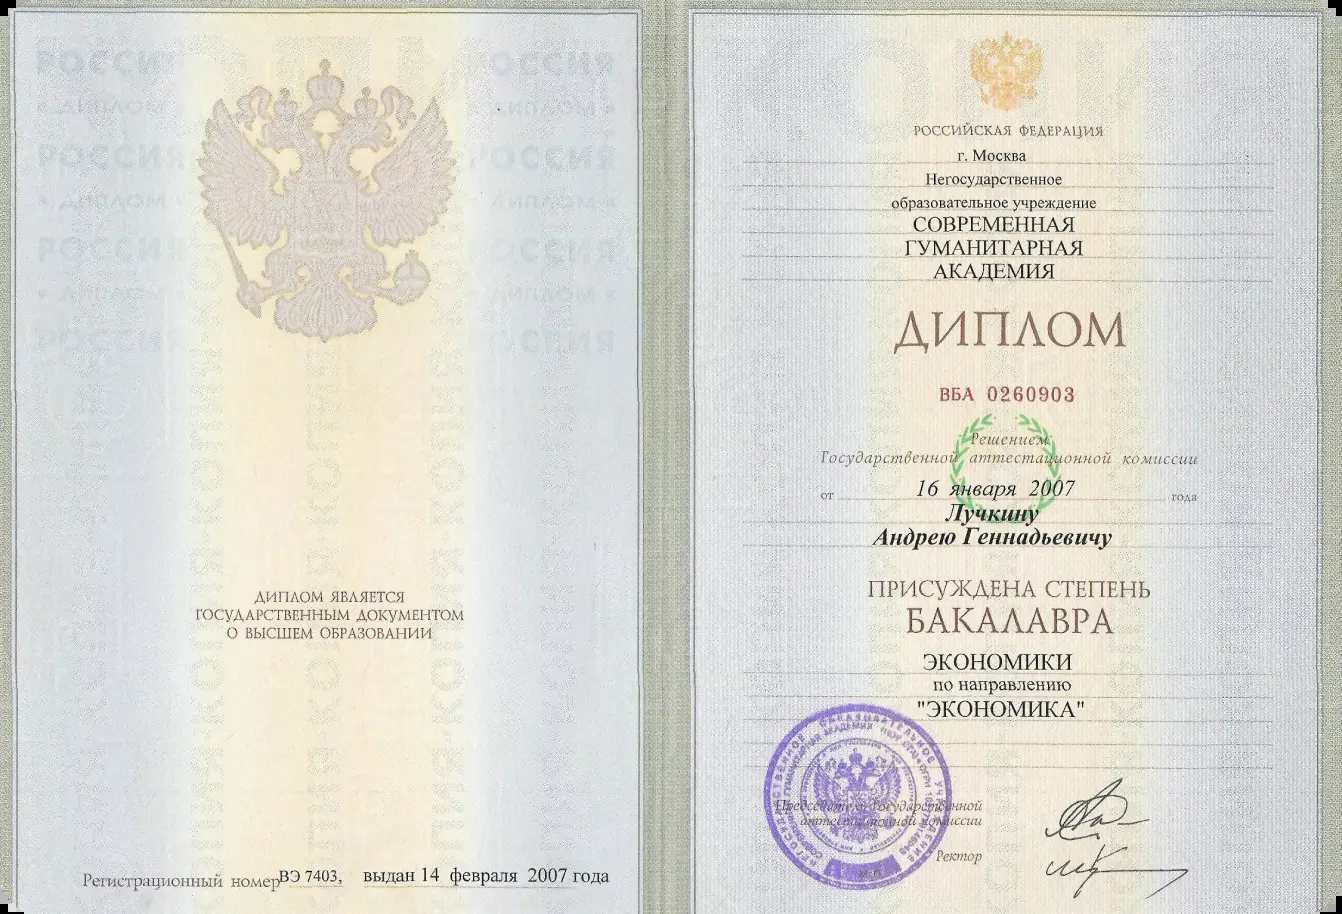 РОССИЯ РОССИЯ
• ДИПЛОМ • • ДИПЛОМ •
РОССИЯ РОССИЯ
• ДИПЛОМ • • ДИПЛОМ •
РОССИЯ РОССИЯ
• ДИПЛОМ • • ДИПЛОМ •
РОССИЯ РОССИЯ
ДИПЛОМ ЯВЛЯЕТСЯ
ГОСУДАРСТВЕННЫМ ДОКУМЕНТОМ
О ВЫСШЕМ ОБРАЗОВАНИИ
Регистрационный номер ВЭ 7403, выдан 14 февраля 2007 года
РОССИЙСКАЯ ФЕДЕРАЦИЯ
г. Москва
Негосударственное
образовательное учреждение
СОВРЕМЕННАЯ
ГУМАНИТАРНАЯ
АКАДЕМИЯ
ДИПЛОМ
ВБА 0260903
Решением
Государственной аттестационной комиссии
от 16 января 2007 года
Лучкину
Андрею Геннадьевичу
ПРИСУЖДЕНА СТЕПЕНЬ
БАКАЛАВРА
ЭКОНОМИКИ
по направлению
"ЭКОНОМИКА"
Председатель Государственной
аттестационной комиссии
Ректор
М.П.